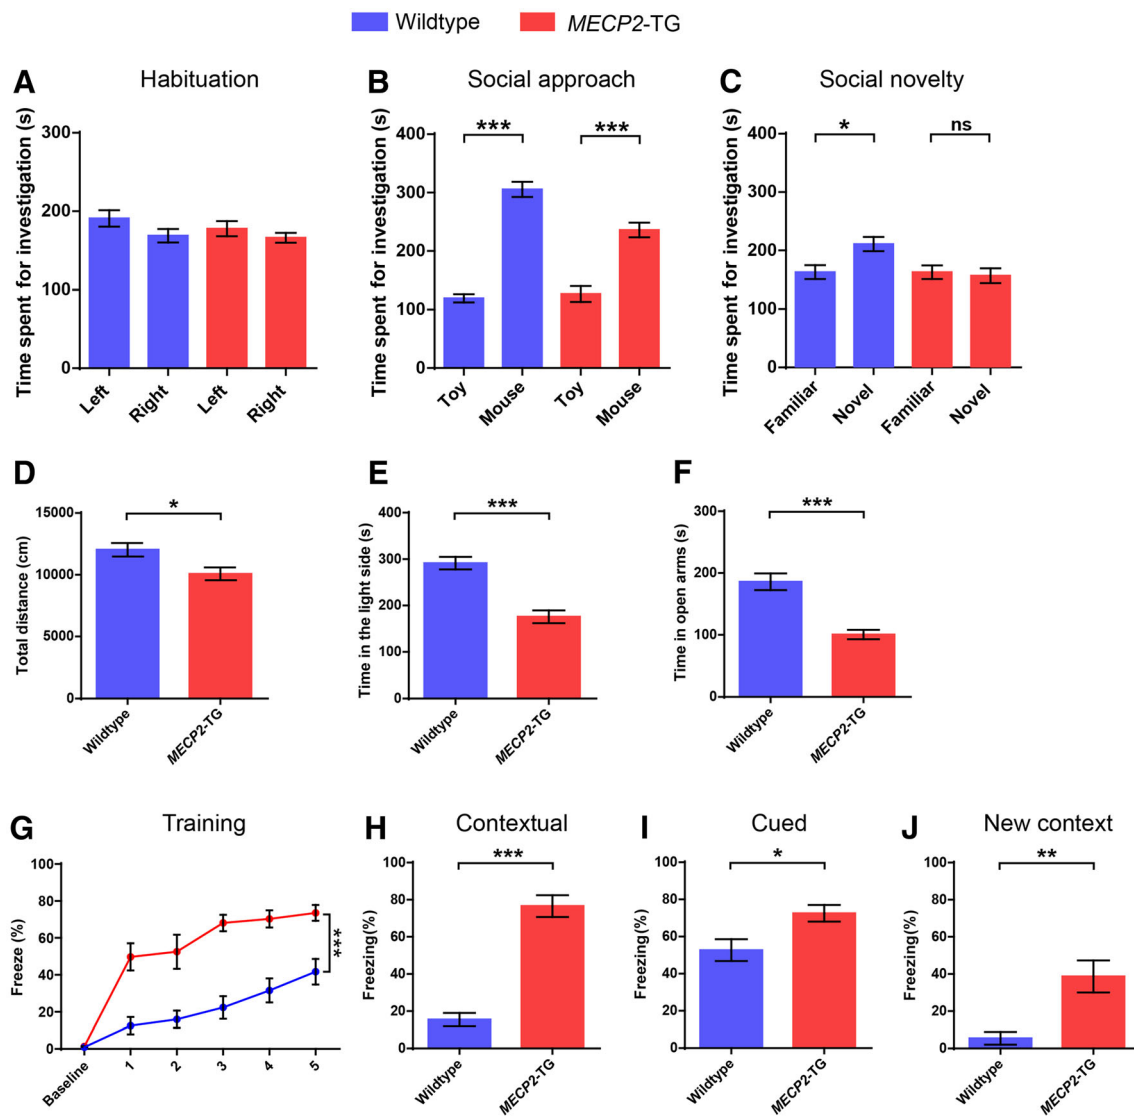 Wildtype MECP2-TG
A Habituation
Time spent for investigation (s)
300
200
100
0
Left Right Left Right
B Social approach
Time spent for investigation (s)
400
300
200
100
0
*** ***
Toy Mouse Toy Mouse
C Social novelty
Time spent for investigation (s)
400
300
200
100
0
* ns
Familiar Novel Familiar Novel
D
Total distance (cm)
15000
10000
5000
0
*
Wildtype MECP2-TG
E
Time in the light side (s)
400
300
200
100
0
***
Wildtype MECP2-TG
F
Time in open arms (s)
300
200
100
0
***
Wildtype MECP2-TG
G Training
Freeze (%)
100
80
60
40
20
0
***
Baseline 1 2 3 4 5
H Contextual
Freezing(%)
100
80
60
40
20
0
***
Wildtype MECP2-TG
I Cued
Freezing(%)
100
80
60
40
20
0
*
Wildtype MECP2-TG
J New context
Freezing(%)
100
80
60
40
20
0
**
Wildtype MECP2-TG